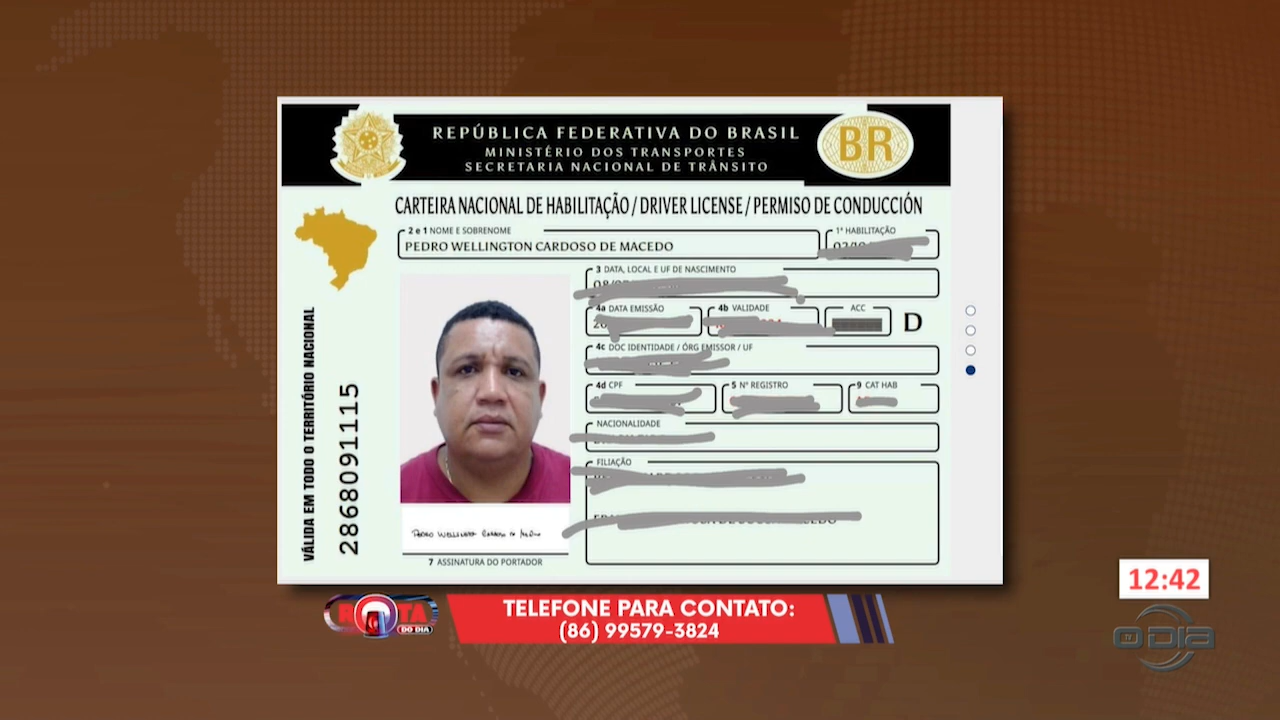 REPÚBLICA FEDERATIVA DO BRASIL
MINISTÉRIO DOS TRANSPORTES
SECRETARIA NACIONAL DE TRÂNSITO
BR
CARTEIRA NACIONAL DE HABILITAÇÃO / DRIVER LICENSE / PERMISO DE CONDUCCIÓN
2 e 1 NOME E SOBRENOME
PEDRO WELLINGTON CARDOSO DE MACEDO
1ª HABILITAÇÃO
3 DATA, LOCAL E UF DE NASCIMENTO
4a DATA EMISSÃO
4b VALIDADE
ACC
D
4c DOC IDENTIDADE / ÓRG EMISSOR / UF
4d CPF
5 Nº REGISTRO
9 CAT HAB
NACIONALIDADE
FILIAÇÃO
7 ASSINATURA DO PORTADOR
VÁLIDA EM TODO O TERRITÓRIO NACIONAL
2868091115
ROTA
DO DIA
TELEFONE PARA CONTATO:
(86) 99579-3824
12:42
TV O DIA